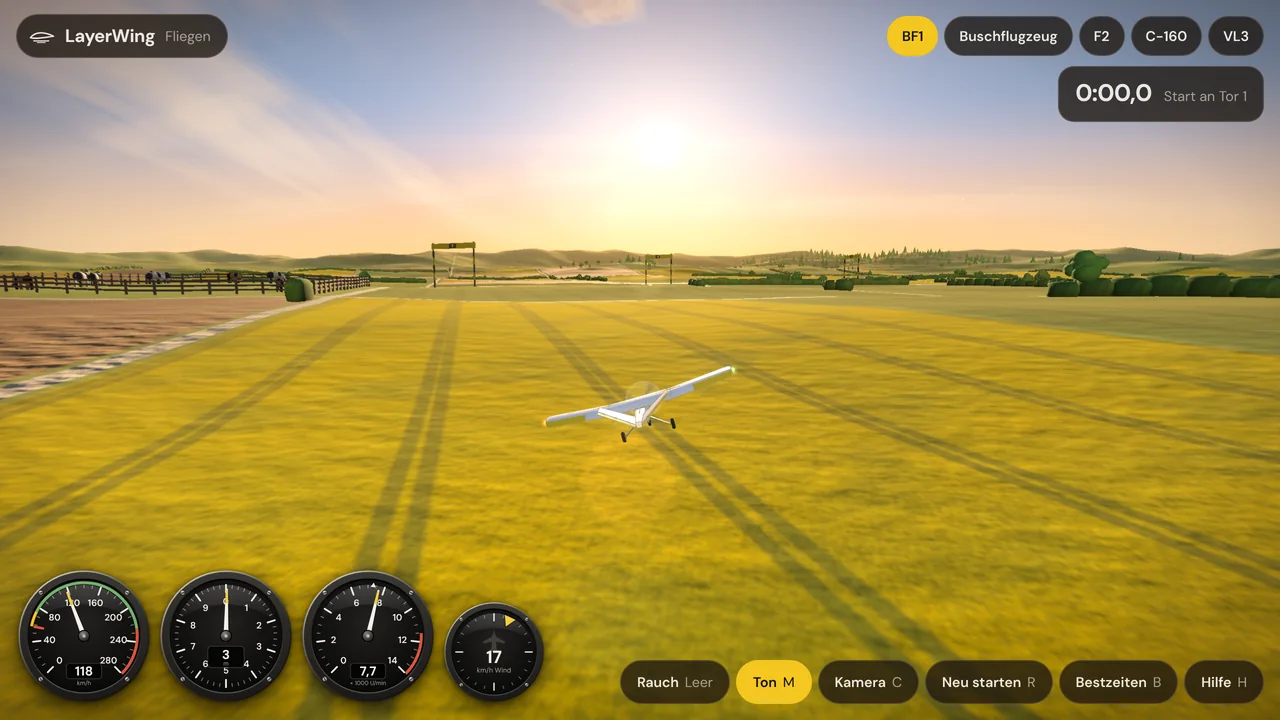 LayerWing Fliegen
BF1
Buschflugzeug
F2
C-160
VL3
0:00,0 Start an Tor 1
0 40 80 120 160 200 240 280
118
km/h
0 1 2 3 4 5 6 7 8 9
3
m
0 2 4 6 8 10 12 14
7,7
× 1000 U/min
17
km/h Wind
Rauch Leer
Ton M
Kamera C
Neu starten R
Bestzeiten B
Hilfe H